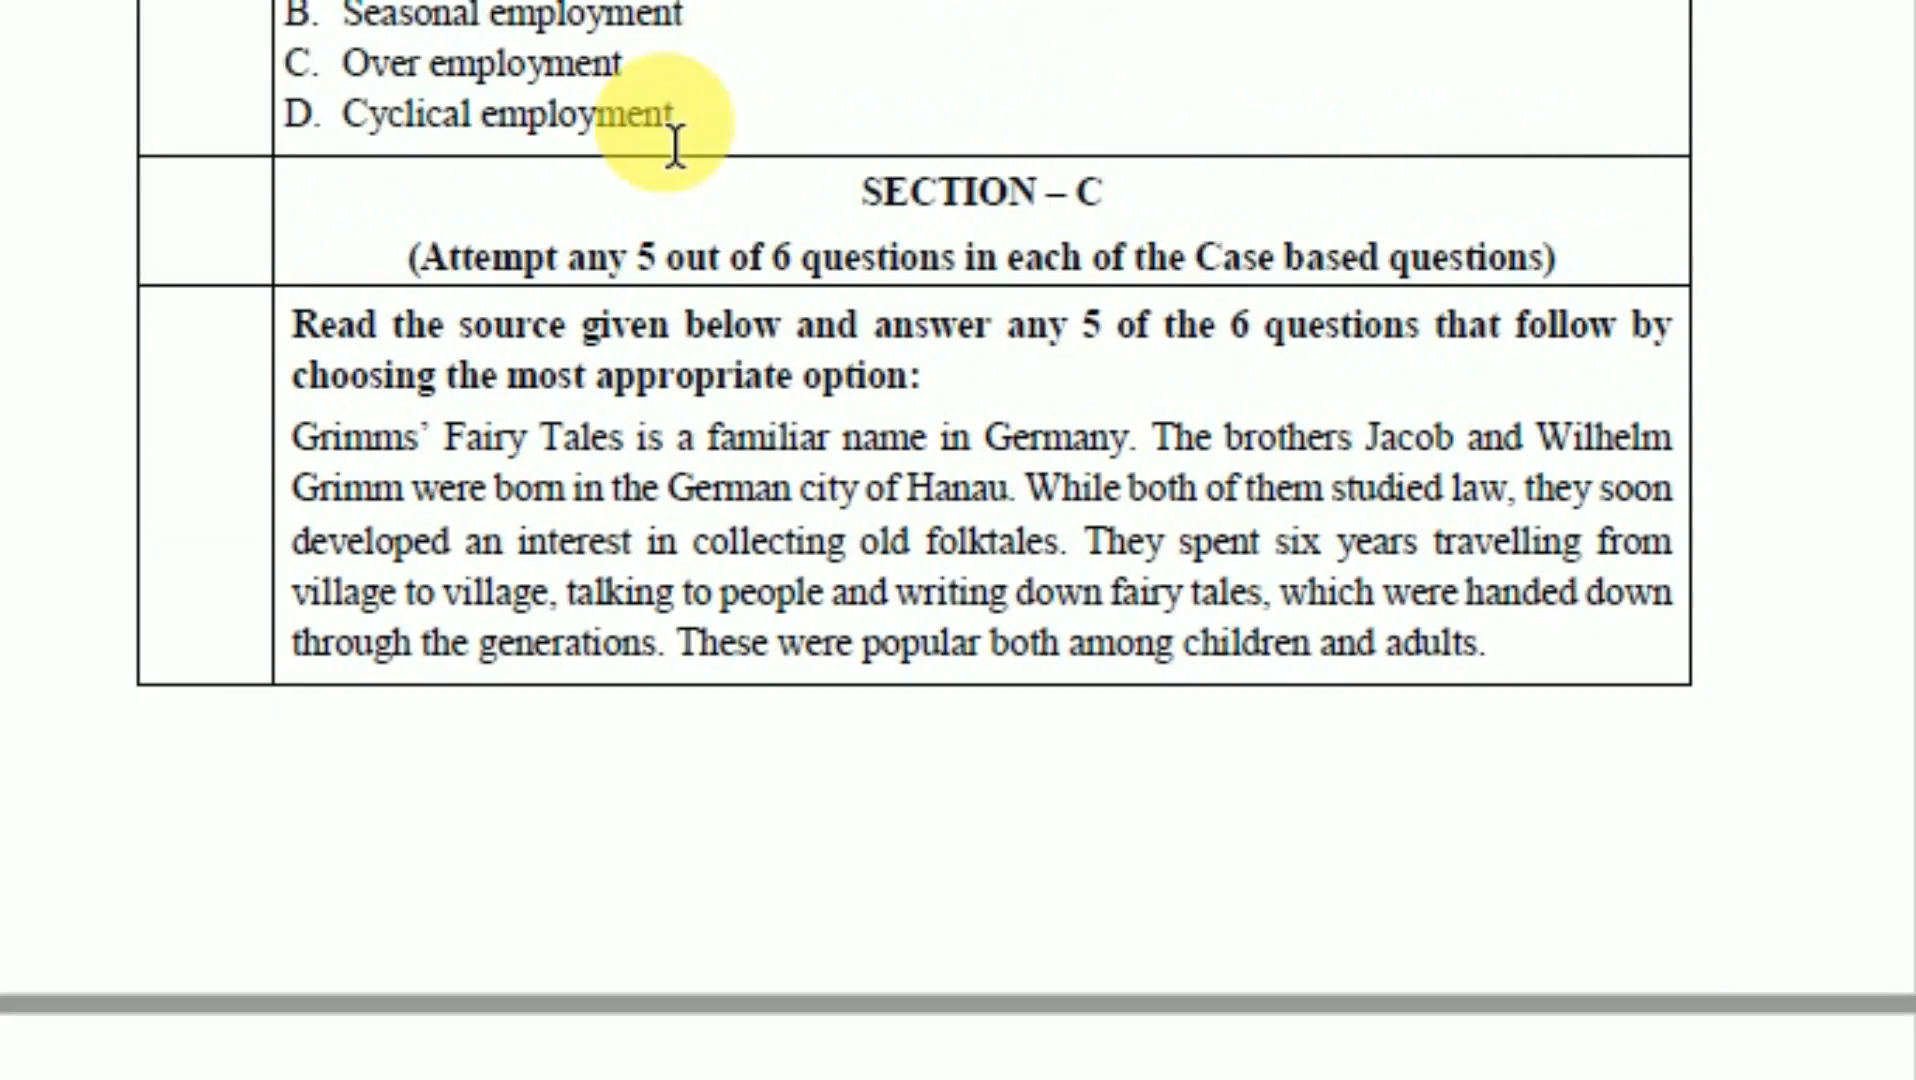 B. Seasonal employment
C. Over employment
D. Cyclical employment
SECTION – C
(Attempt any 5 out of 6 questions in each of the Case based questions)
Read the source given below and answer any 5 of the 6 questions that follow by
choosing the most appropriate option:
Grimms’ Fairy Tales is a familiar name in Germany. The brothers Jacob and Wilhelm
Grimm were born in the German city of Hanau. While both of them studied law, they soon
developed an interest in collecting old folktales. They spent six years travelling from
village to village, talking to people and writing down fairy tales, which were handed down
through the generations. These were popular both among children and adults.